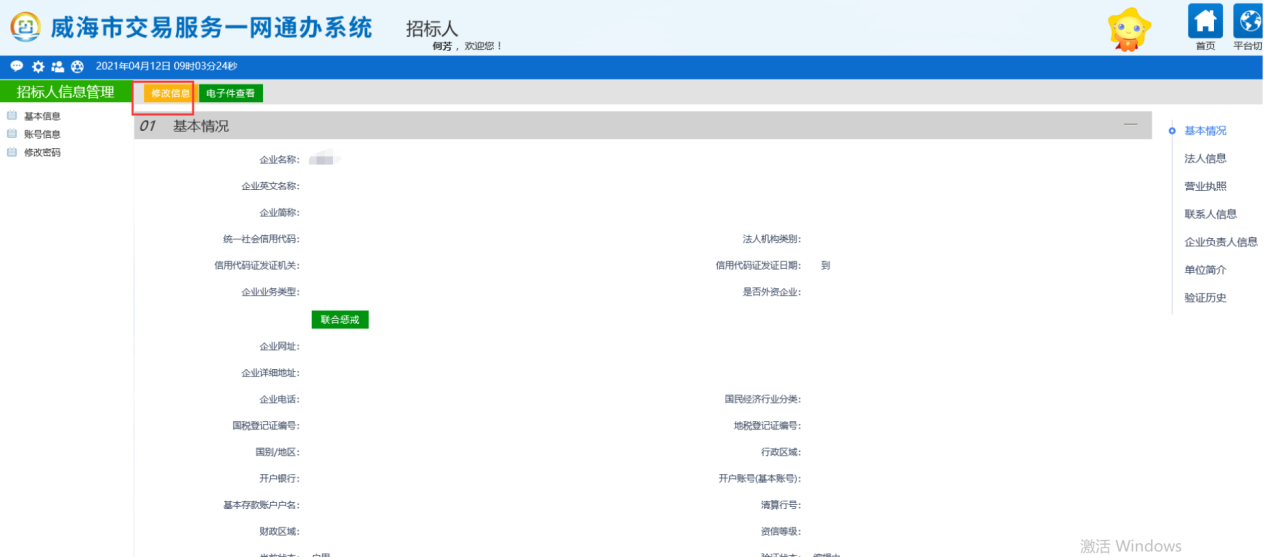 威海市交易服务一网通办系统
招标人
何芳 ，欢迎您！
首页
平台切
2021年04月12日 09时03分24秒
招标人信息管理
修改信息
电子件查看
基本信息
账号信息
修改密码
01 基本情况
企业名称：
企业英文名称：
企业简称：
统一社会信用代码：
法人机构类别：
信用代码证发证机关：
信用代码证发证日期： 到
企业业务类型：
是否外资企业：
联合惩戒
企业网址：
企业详细地址：
企业电话：
国民经济行业分类：
国税登记证编号：
地税登记证编号：
国别/地区：
行政区域：
开户银行：
开户账号(基本账号)：
基本存款账户户名：
清算行号：
财政区域：
资信等级：
基本情况
法人信息
营业执照
联系人信息
企业负责人信息
单位简介
验证历史
激活 Windows